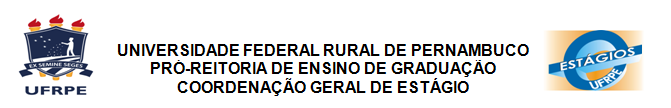 EX SEMINE SEGES
UFRPE
UNIVERSIDADE FEDERAL RURAL DE PERNAMBUCO
PRÓ-REITORIA DE ENSINO DE GRADUAÇÃO
COORDENAÇÃO GERAL DE ESTÁGIO
ESTÁGIOS
UFRPE